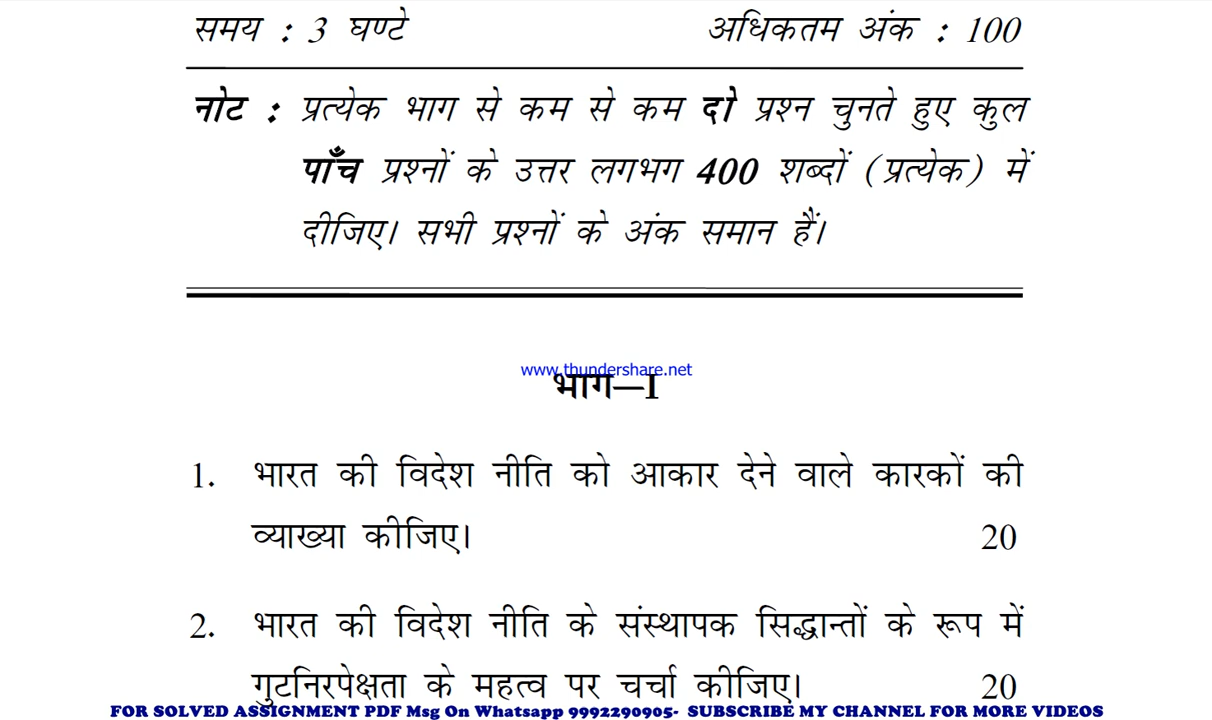 समय : 3 घण्टे अधिकतम अंक : 100
नोट : प्रत्येक भाग से कम से कम दो प्रश्न चुनते हुए कुल
पाँच प्रश्नों के उत्तर लगभग 400 शब्दों (प्रत्येक) में
दीजिए। सभी प्रश्नों के अंक समान हैं।
www.thundershare.net
भाग—I
1. भारत की विदेश नीति को आकार देने वाले कारकों की
व्याख्या कीजिए। 20
2. भारत की विदेश नीति के संस्थापक सिद्धान्तों के रूप में
गुटनिरपेक्षता के महत्व पर चर्चा कीजिए। 20
FOR SOLVED ASSIGNMENT PDF Msg On Whatsapp 9992290905- SUBSCRIBE MY CHANNEL FOR MORE VIDEOS